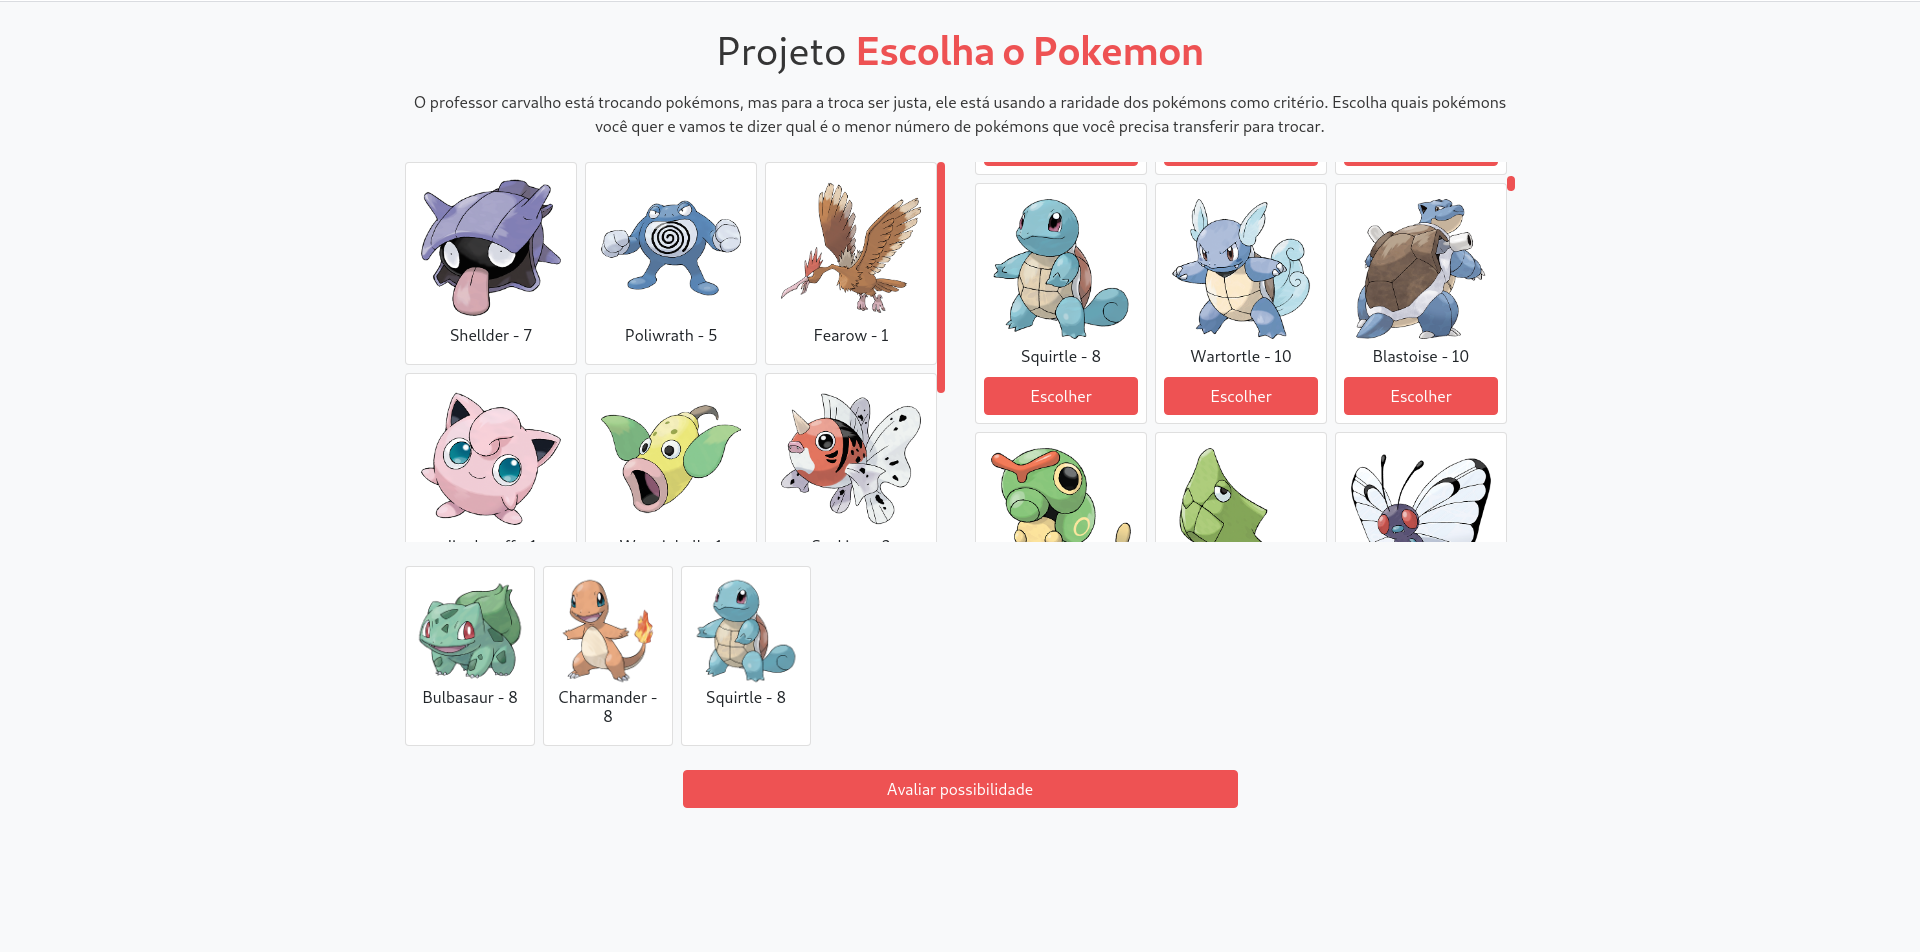 Projeto Escolha o Pokemon
O professor carvalho está trocando pokémons, mas para a troca ser justa, ele está usando a raridade dos pokémons como critério. Escolha quais pokémons
você quer e vamos te dizer qual é o menor número de pokémons que você precisa transferir para trocar.
Shellder - 7
Poliwrath - 5
Fearow - 1
Squirtle - 8
Wartortle - 10
Blastoise - 10
Escolher
Escolher
Escolher
Bulbasaur - 8
Charmander -
8
Squirtle - 8
Avaliar possibilidade